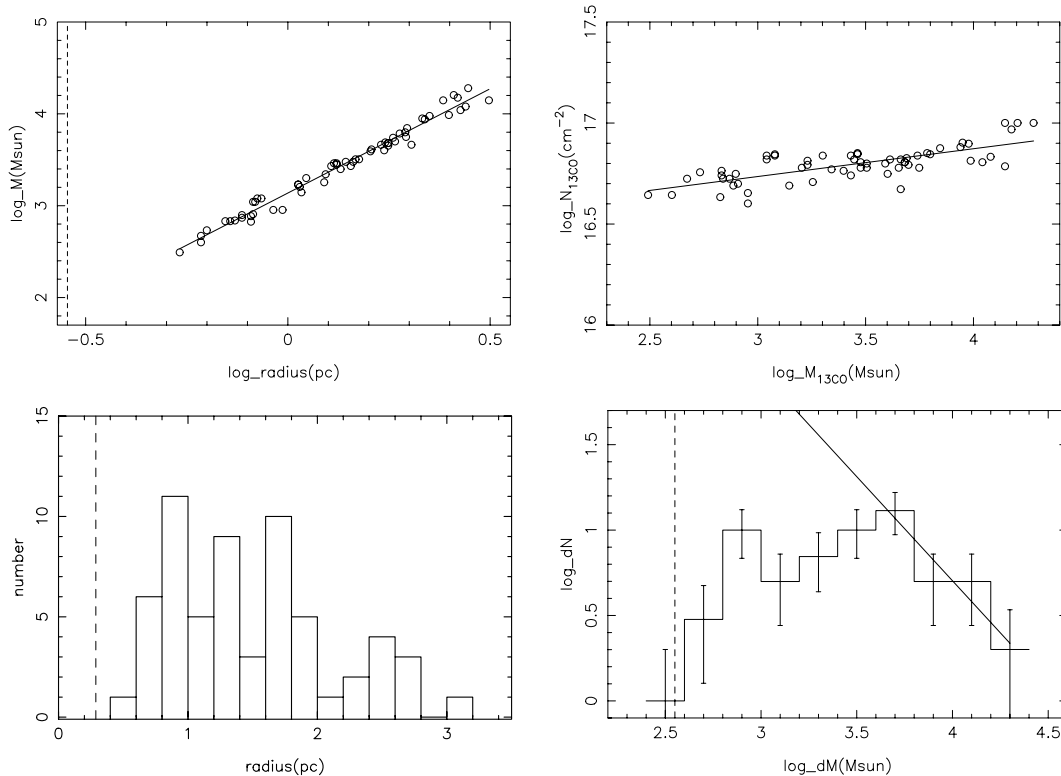 5
4
3
2
log_M(Msun)
−0.5 0 0.5
log_radius(pc)
17.5
17
16.5
16
log_N13CO(cm−2)
2.5 3 3.5 4
log_M13CO(Msun)
15
10
5
0
number
0 1 2 3
radius(pc)
1.5
1
0.5
0
log_dN
2.5 3 3.5 4 4.5
log_dM(Msun)